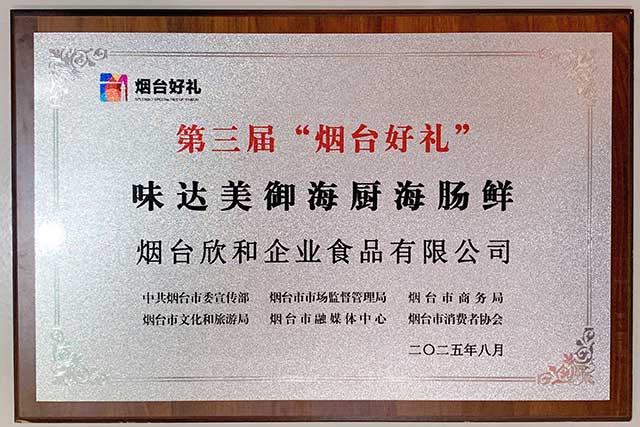 烟台好礼
第三届“烟台好礼”
味达美御海厨海肠鲜
烟台欣和企业食品有限公司
中共烟台市委宣传部 烟台市市场监督管理局 烟台市商务局
烟台市文化和旅游局 烟台市融媒体中心 烟台市消费者协会
二〇二五年八月